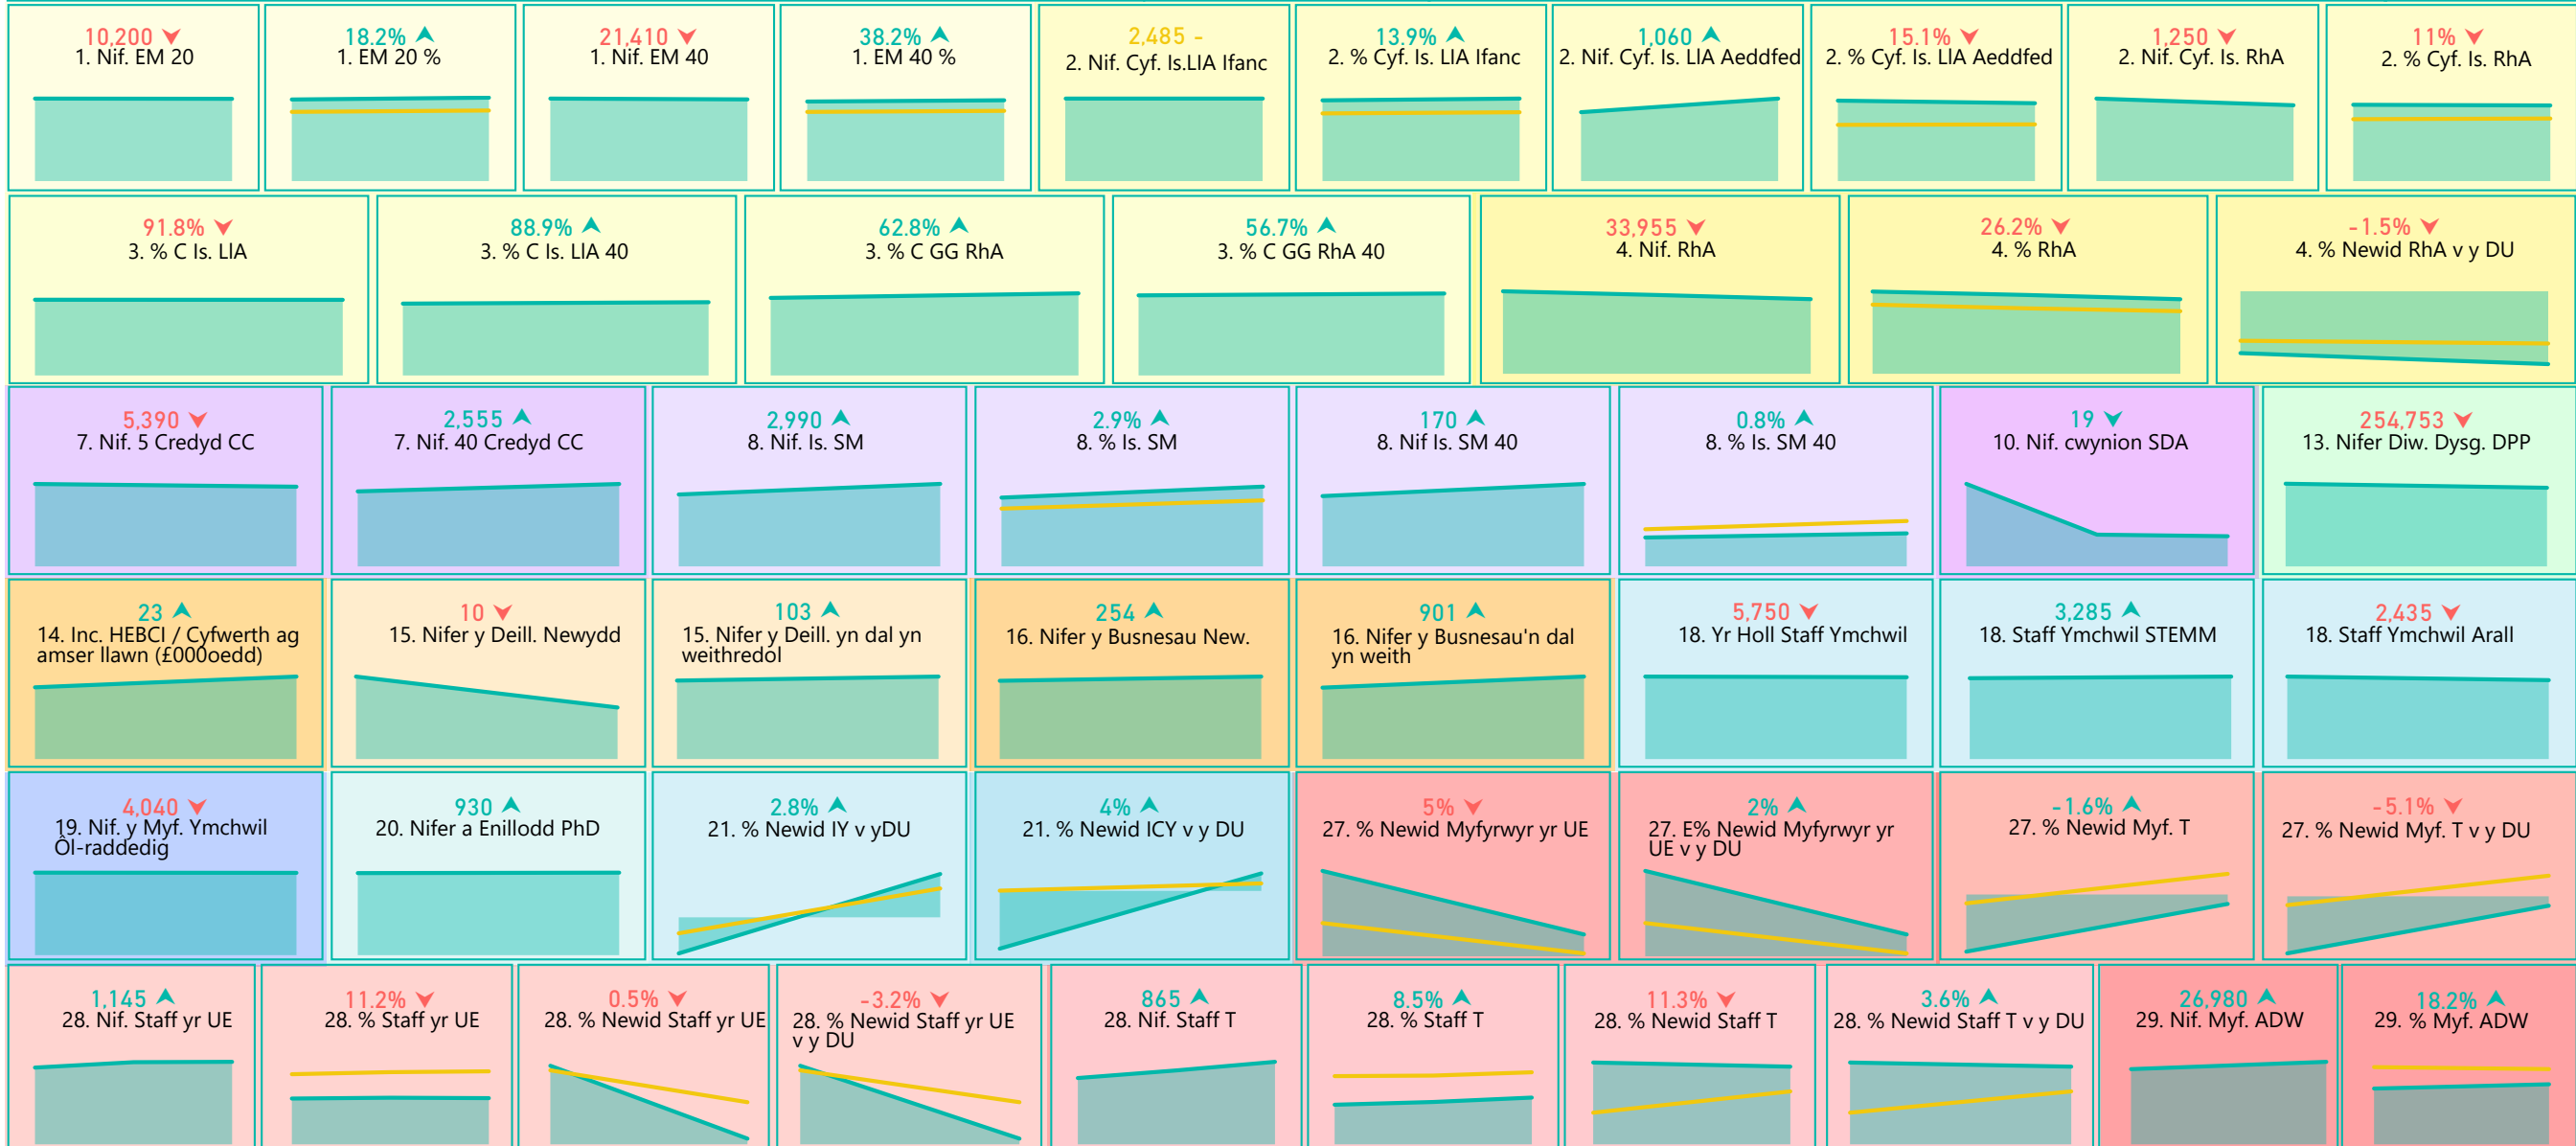 10,200
1. Nif. EM 20
18.2%
1. EM 20 %
21,410
1. Nif. EM 40
38.2%
1. EM 40 %
2,485 -
2. Nif. Cyf. Is.LlA Ifanc
13.9%
2. % Cyf. Is. LlA Ifanc
1,060
2. Nif. Cyf. Is. LlA Aeddfed
15.1%
2. % Cyf. Is. LlA Aeddfed
1,250
2. Nif. Cyf. Is. RhA
11%
2. % Cyf. Is. RhA
91.8%
3. % C Is. LlA
88.9%
3. % C Is. LlA 40
62.8%
3. % C GG RhA
56.7%
3. % C GG RhA 40
33,955
4. Nif. RhA
26.2%
4. % RhA
-1.5%
4. % Newid RhA v y DU
5,390
7. Nif. 5 Credyd CC
2,555
7. Nif. 40 Credyd CC
2,990
8. Nif. Is. SM
2.9%
8. % Is. SM
170
8. Nif Is. SM 40
0.8%
8. % Is. SM 40
19
10. Nif. cwynion SDA
254,753
13. Nifer Diw. Dysg. DPP
23
14. Inc. HEBCI / Cyfwerth ag
amser llawn (£000oedd)
10
15. Nifer y Deill. Newydd
103
15. Nifer y Deill. yn dal yn
weithredol
254
16. Nifer y Busnesau New.
901
16. Nifer y Busnesau'n dal
yn weith
5,750
18. Yr Holl Staff Ymchwil
3,285
18. Staff Ymchwil STEMM
2,435
18. Staff Ymchwil Arall
4,040
19. Nif. y Myf. Ymchwil
Ôl-raddedig
930
20. Nifer a Enillodd PhD
2.8%
21. % Newid IY v yDU
4%
21. % Newid ICY v y DU
5%
27. % Newid Myfyrwyr yr UE
2%
27. E% Newid Myfyrwyr yr
UE v y DU
-1.6%
27. % Newid Myf. T
-5.1%
27. % Newid Myf. T v y DU
1,145
28. Nif. Staff yr UE
11.2%
28. % Staff yr UE
0.5%
28. % Newid Staff yr UE
-3.2%
28. % Newid Staff yr UE
v y DU
865
28. Nif. Staff T
8.5%
28. % Staff T
11.3%
28. % Newid Staff T
3.6%
28. % Newid Staff T v y DU
26,980
29. Nif. Myf. ADW
18.2%
29. % Myf. ADW